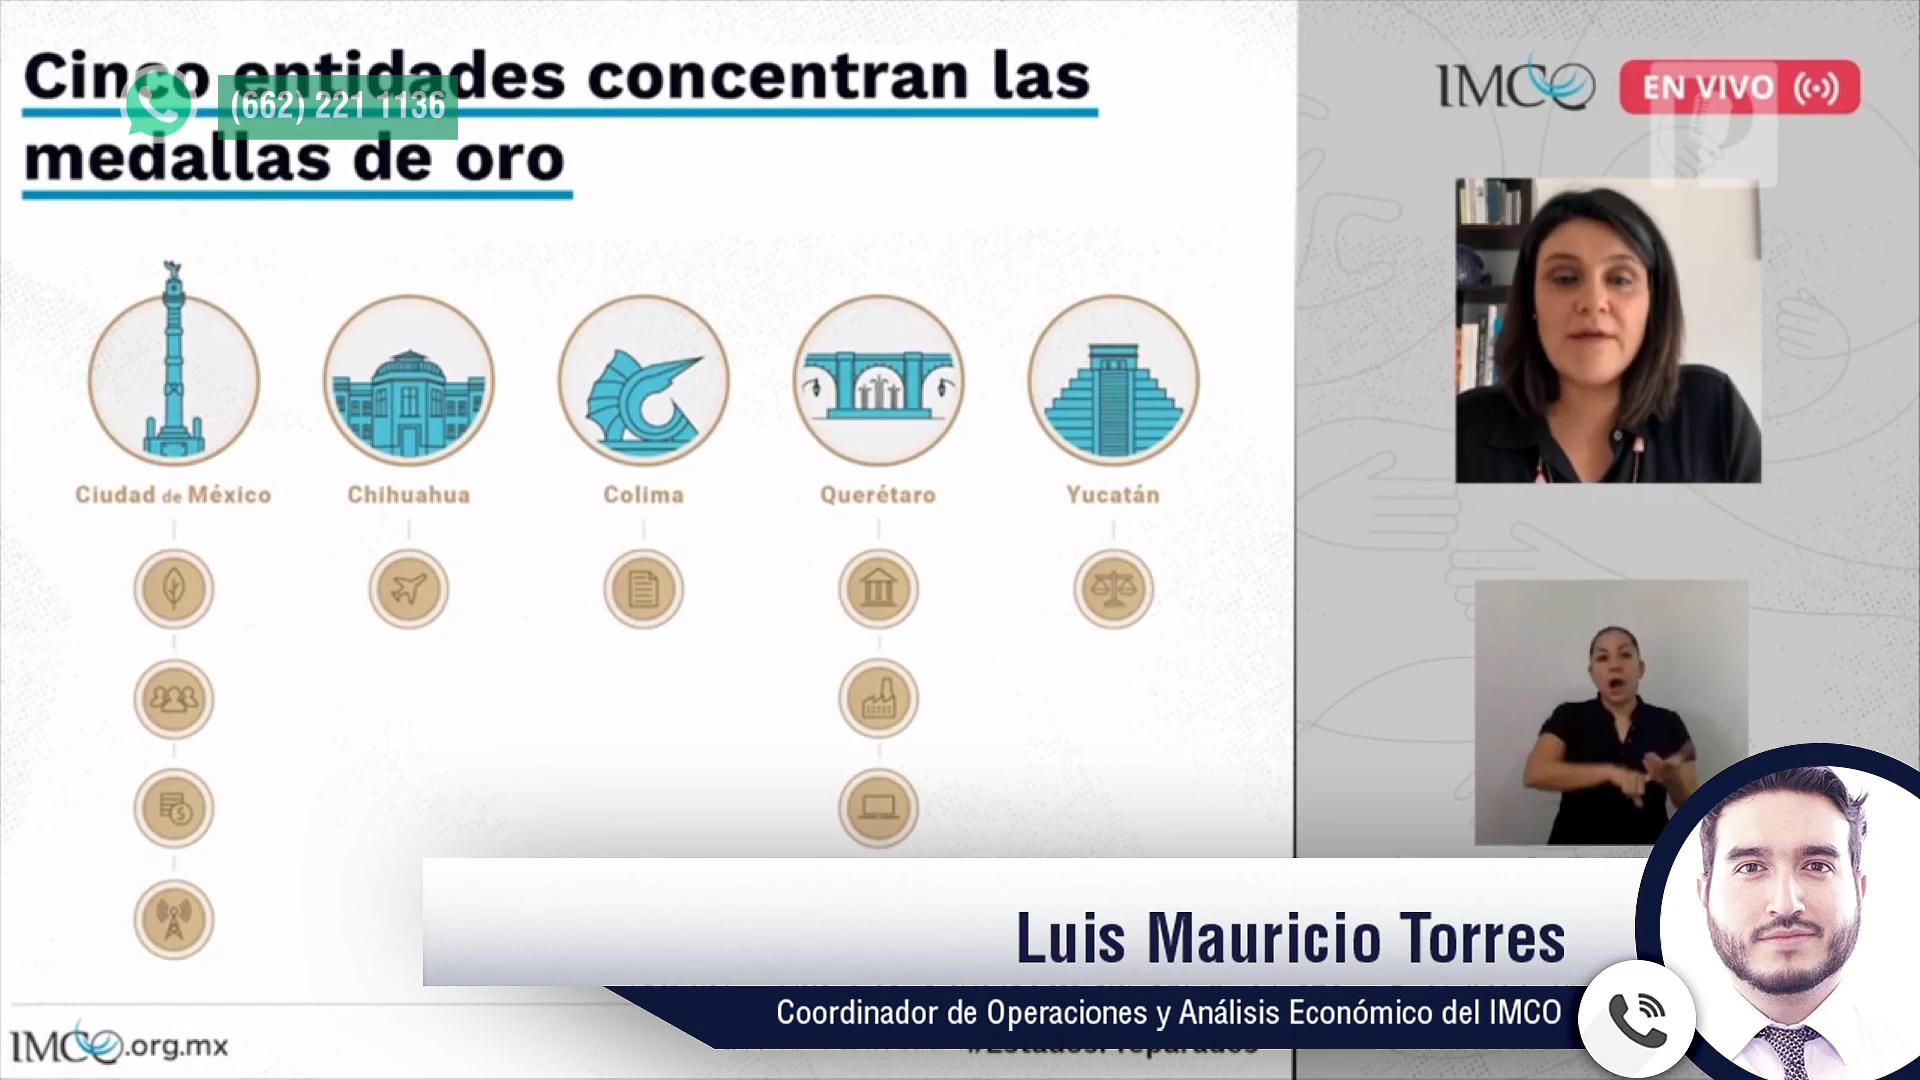 Cinco entidades concentran las
medallas de oro
(662) 221 1136
IMCO
EN VIVO
Ciudad de México
Chihuahua
Colima
Querétaro
Yucatán
Luis Mauricio Torres
Coordinador de Operaciones y Análisis Económico del IMCO
IMCO.org.mx